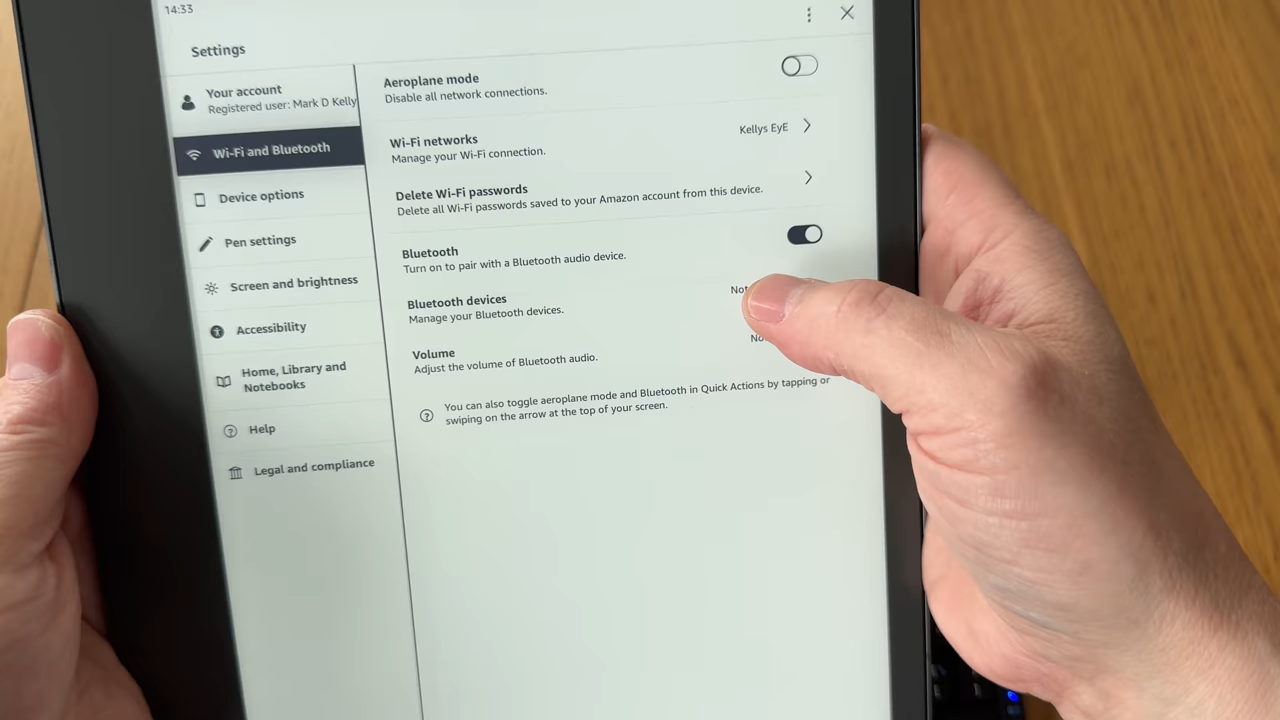 14:33
Settings
Your account
Registered user: Mark D Kelly
Wi-Fi and Bluetooth
Device options
Pen settings
Screen and brightness
Accessibility
Home, Library and
Notebooks
Help
Legal and compliance
Aeroplane mode
Disable all network connections.
Wi-Fi networks
Kellys EyE
Manage your Wi-Fi connection.
Delete Wi-Fi passwords
Delete all Wi-Fi passwords saved to your Amazon account from this device.
Bluetooth
Turn on to pair with a Bluetooth audio device.
Bluetooth devices
Manage your Bluetooth devices.
Volume
Adjust the volume of Bluetooth audio.
You can also toggle aeroplane mode and Bluetooth in Quick Actions by tapping or
swiping on the arrow at the top of your screen.